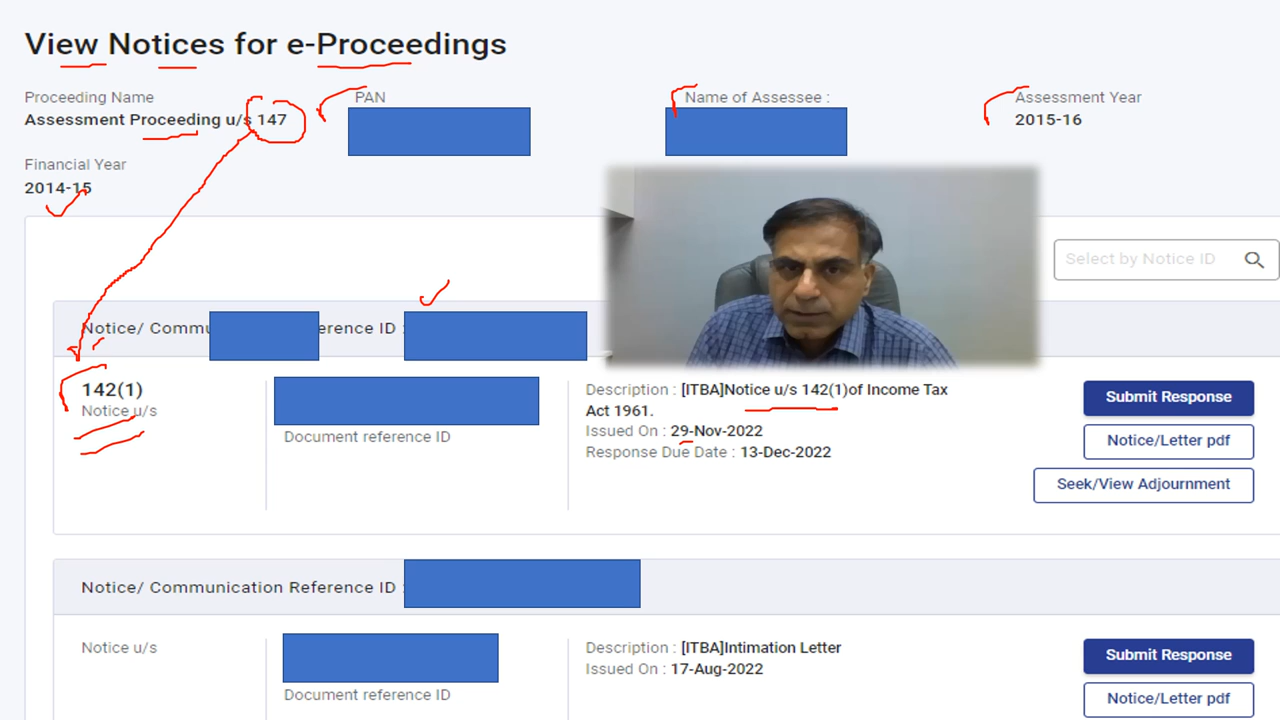 View Notices for e-Proceedings
Proceeding Name
Assessment Proceeding u/s 147
PAN
Name of Assessee :
Assessment Year
2015-16
Financial Year
2014-15
Select by Notice ID
Notice/ Commu eference ID :
142(1)
Notice u/s
Document reference ID
Description : [ITBA]Notice u/s 142(1)of Income Tax
Act 1961.
Issued On : 29-Nov-2022
Response Due Date : 13-Dec-2022
Submit Response
Notice/Letter pdf
Seek/View Adjournment
Notice/ Communication Reference ID :
Notice u/s
Document reference ID
Description : [ITBA]Intimation Letter
Issued On : 17-Aug-2022
Submit Response
Notice/Letter pdf